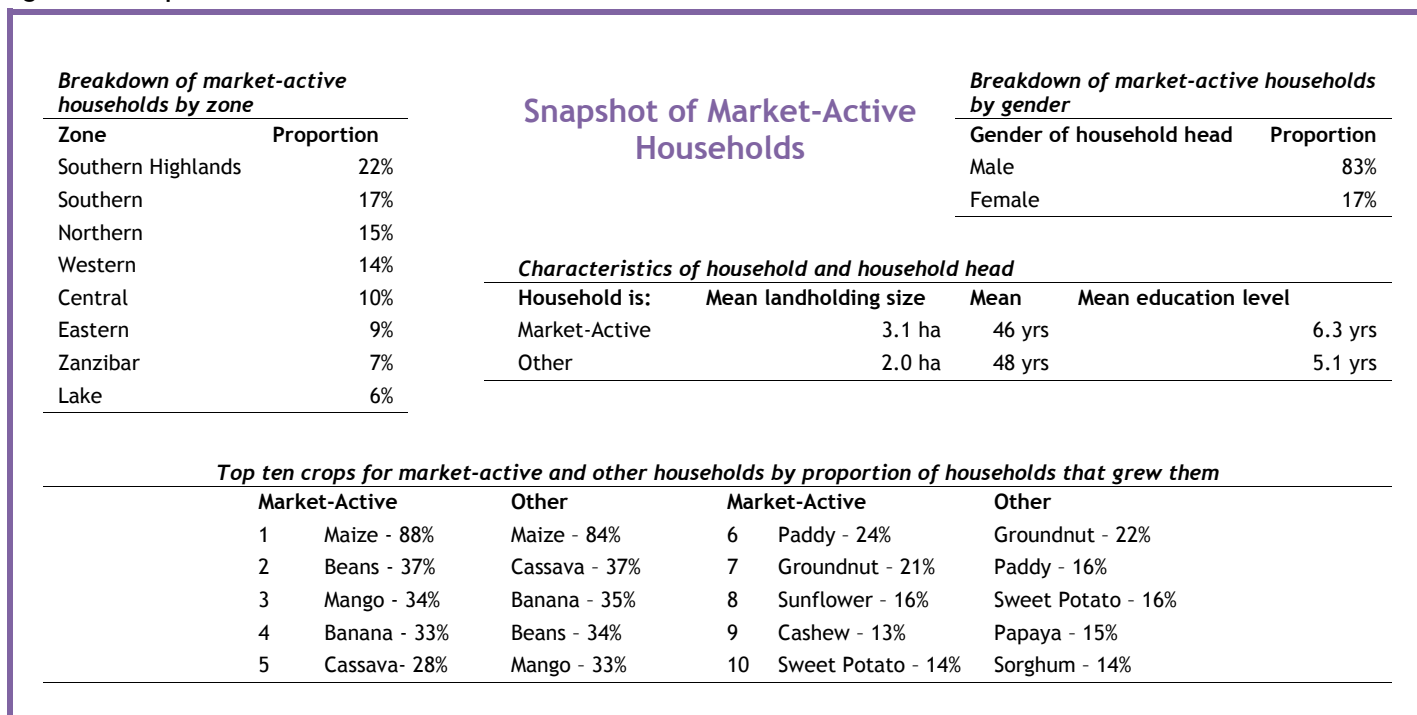 Breakdown of market-active
households by zone
Zone Proportion
Southern Highlands 22%
Southern 17%
Northern 15%
Western 14%
Central 10%
Eastern 9%
Zanzibar 7%
Lake 6%
Snapshot of Market-Active
Households
Breakdown of market-active households
by gender
Gender of household head Proportion
Male 83%
Female 17%
Characteristics of household and household head
Household is: Mean landholding size Mean Mean education level
Market-Active 3.1 ha 46 yrs 6.3 yrs
Other 2.0 ha 48 yrs 5.1 yrs
Top ten crops for market-active and other households by proportion of households that grew them
Market-Active Other Market-Active Other
1 Maize - 88% Maize – 84% 6 Paddy – 24% Groundnut – 22%
2 Beans - 37% Cassava – 37% 7 Groundnut – 21% Paddy – 16%
3 Mango - 34% Banana – 35% 8 Sunflower – 16% Sweet Potato – 16%
4 Banana - 33% Beans – 34% 9 Cashew – 13% Papaya – 15%
5 Cassava- 28% Mango – 33% 10 Sweet Potato – 14% Sorghum – 14%